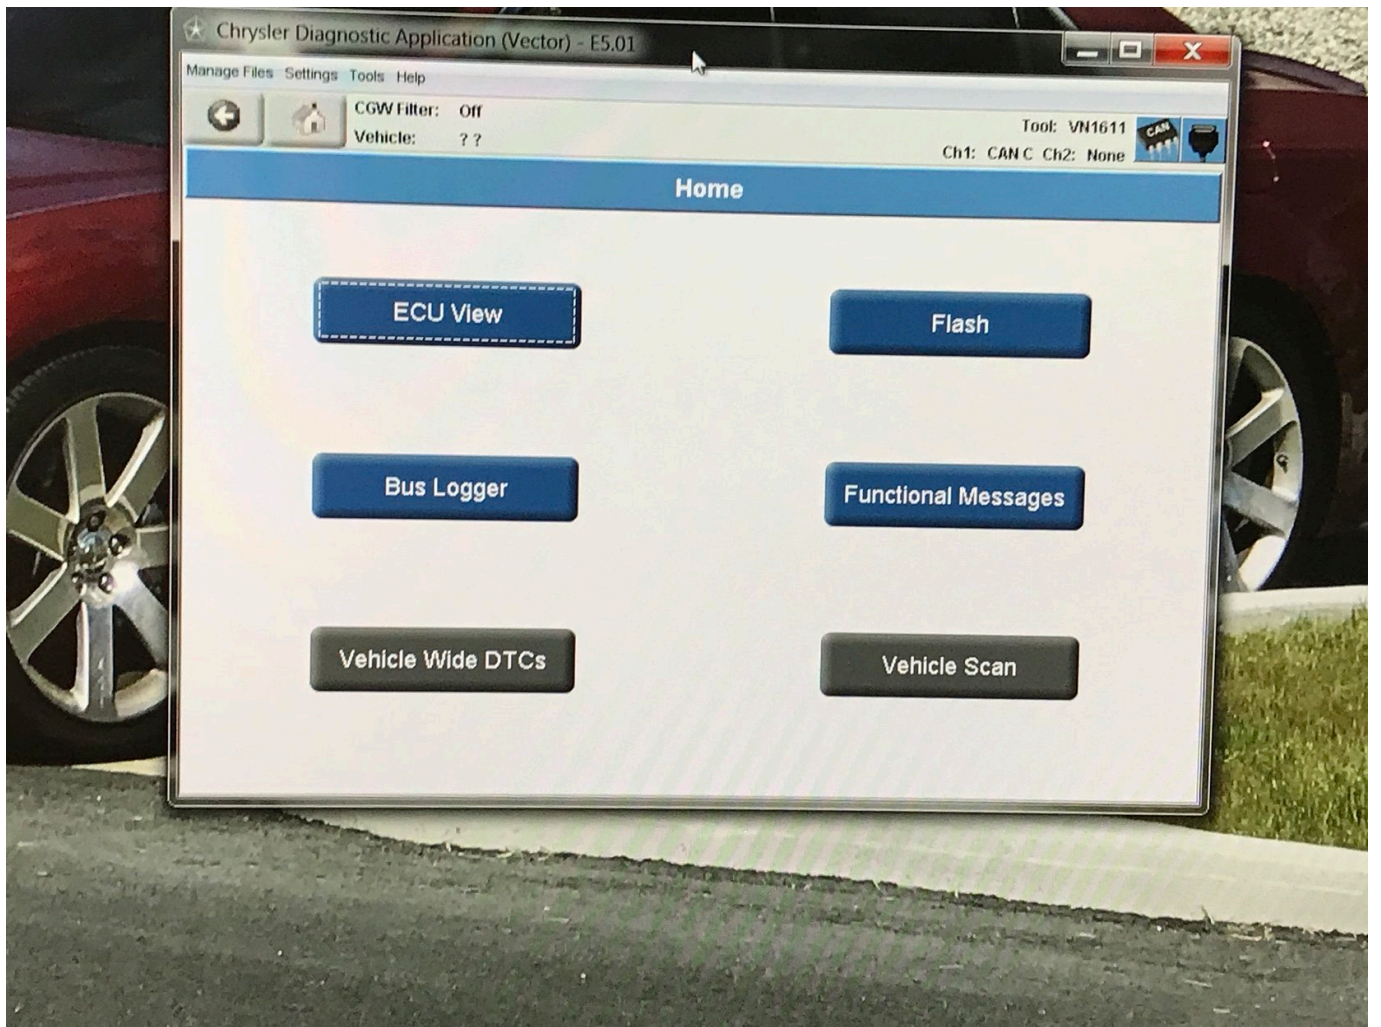 Chrysler Diagnostic Application (Vector) - E5.01
Manage Files Settings Tools Help
CGW Filter: Off
Vehicle: ? ?
Tool: VN1611
Ch1: CAN C Ch2: None
CAN
Home
ECU View
Flash
Bus Logger
Functional Messages
Vehicle Wide DTCs
Vehicle Scan